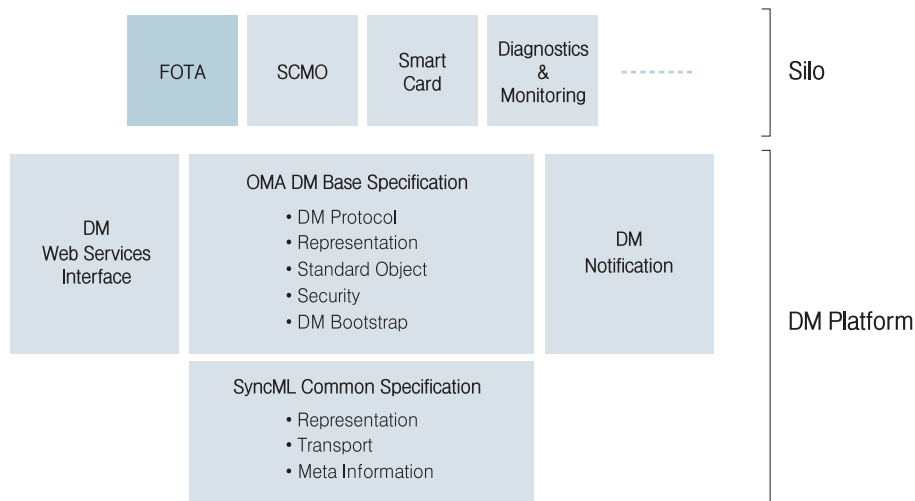 FOTA
SCMO
Smart
Card
Diagnostics
&
Monitoring
Silo
DM
Web Services
Interface
OMA DM Base Specification
• DM Protocol
• Representation
• Standard Object
• Security
• DM Bootstrap
DM
Notification
DM Platform
SyncML Common Specification
• Representation
• Transport
• Meta Information